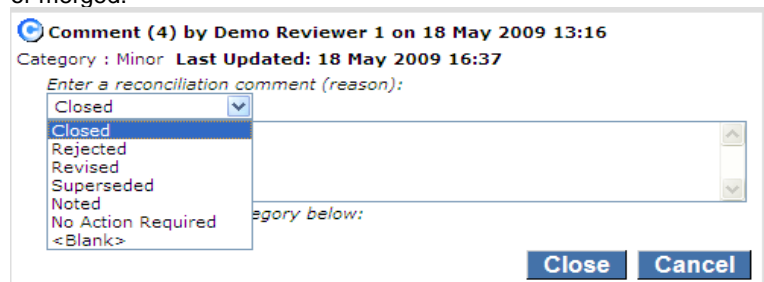 or merged.
Comment (4) by Demo Reviewer 1 on 18 May 2009 13:16
Category : Minor Last Updated: 18 May 2009 16:37
Enter a reconciliation comment (reason):
Closed
Closed
Rejected
Revised
Superseded
Noted
No Action Required
egory below:
<Blank>
Close Cancel